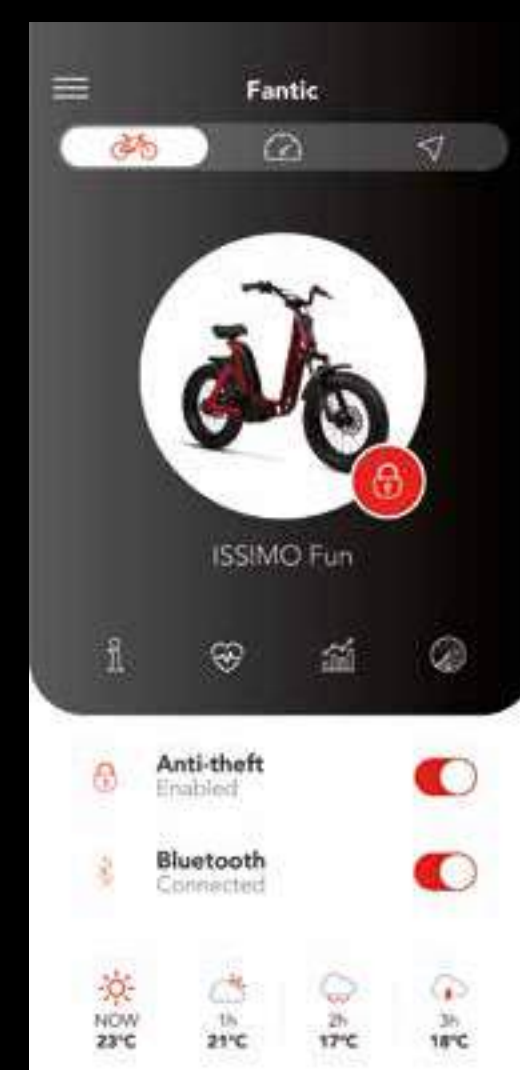 Fantic
ISSIMO Fun
Anti-theft
Enabled
Bluetooth
Connected
NOW 1h 2h 3h
23°C 21°C 17°C 18°C